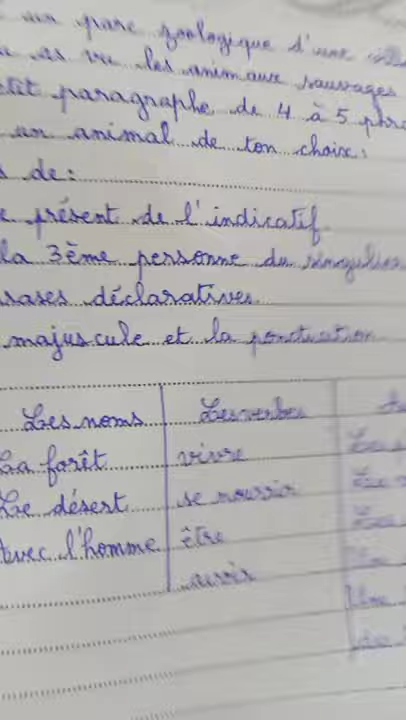 un parc zoologique d'une
as vu les animaux sauvages
petit paragraphe de 4 à 5 phra
un animal de ton choix.
s de:
e présent de l'indicatif.
la 3ème personne du singulier
rases déclaratives.
majuscule et la ponctuation
Les noms Les verbes
La forêt vivre
Le désert se nourrir
Avec l'homme être
avoir